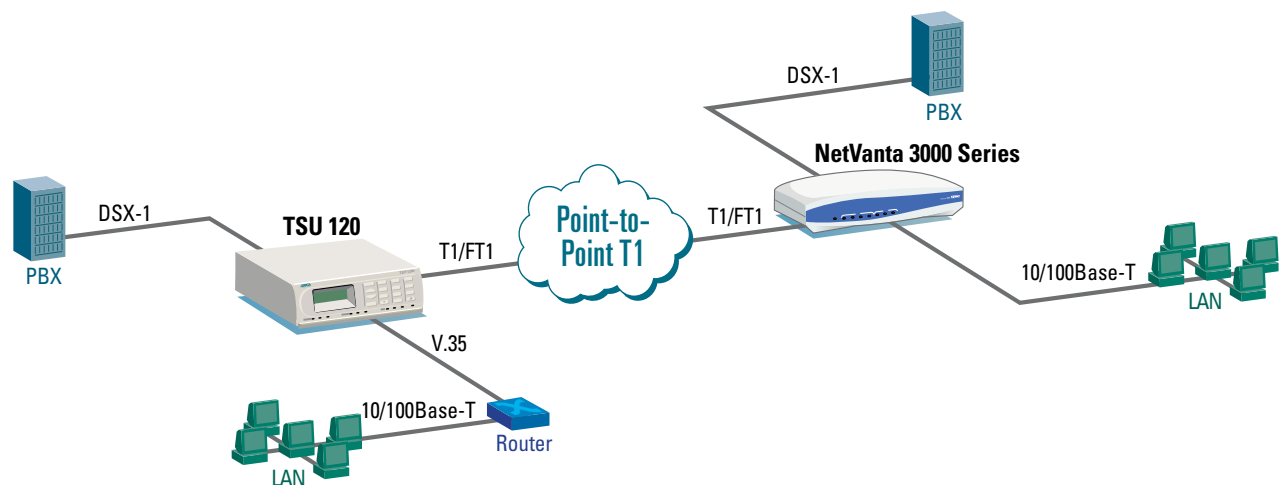 DSX-1
PBX
NetVanta 3000 Series
DSX-1
PBX
TSU 120
T1/FT1
Point-to-
Point T1
T1/FT1
10/100Base-T
LAN
V.35
10/100Base-T
Router
LAN